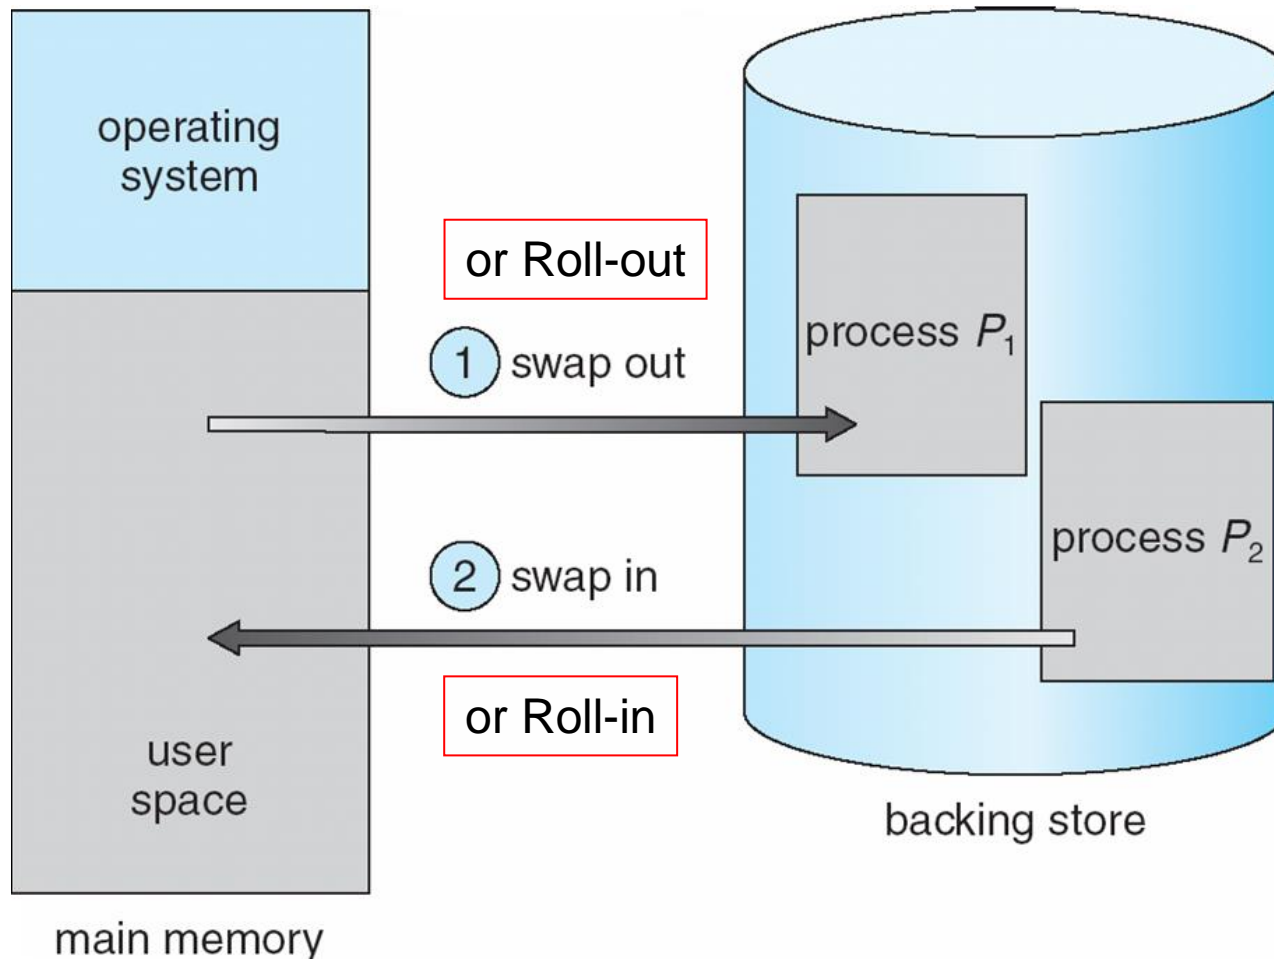 operating
system
or Roll-out
1 swap out
process P1
process P2
2 swap in
or Roll-in
user
space
backing store
main memory